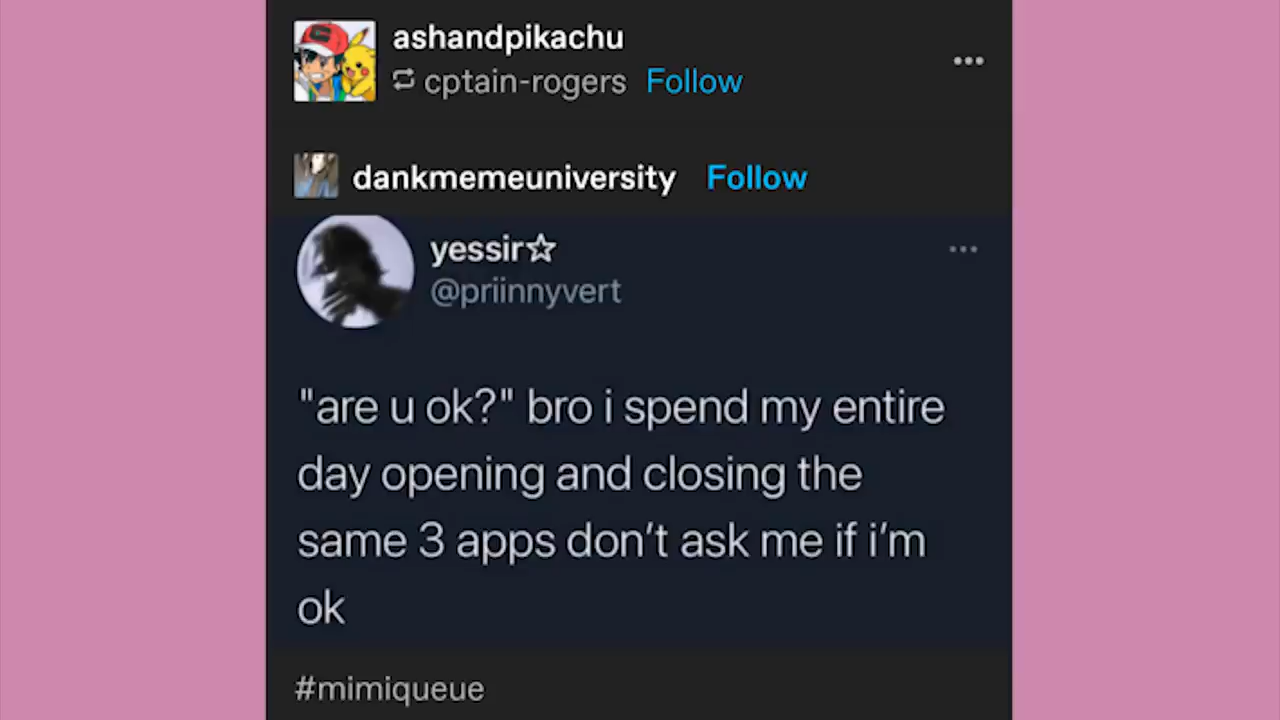 ashandpikachu
cptain-rogers Follow
dankmemeuniversity Follow
yessir☆
@priinnyvert
"are u ok?" bro i spend my entire
day opening and closing the
same 3 apps don’t ask me if i’m
ok
#mimiqueue